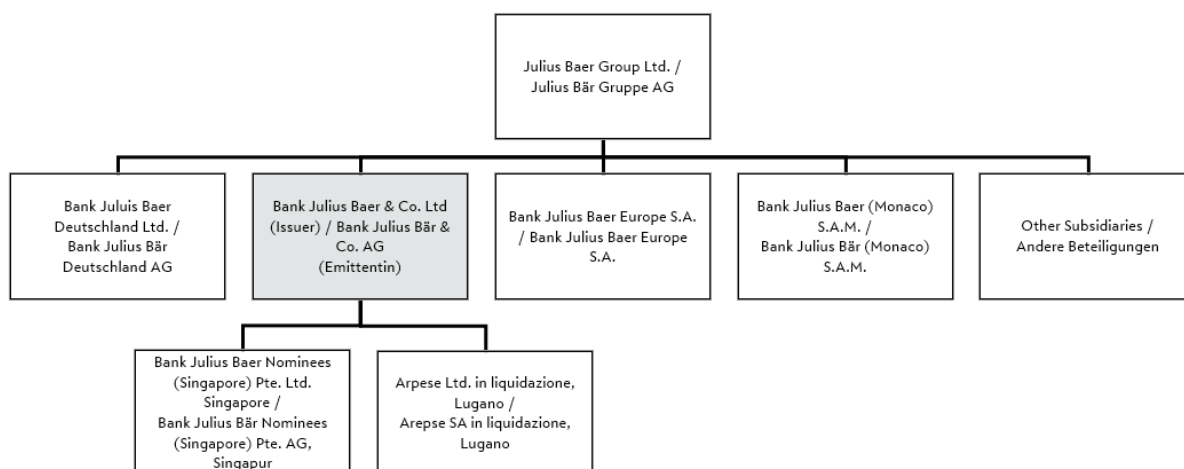 Julius Baer Group Ltd. /
Julius Bär Gruppe AG
Bank Juluis Baer
Deutschland Ltd. /
Bank Julius Bär
Deutschland AG
Bank Julius Baer & Co. Ltd
(Issuer) / Bank Julius Bär &
Co. AG
(Emittentin)
Bank Julius Baer Europe S.A.
/ Bank Julius Baer Europe
S.A.
Bank Julius Baer (Monaco)
S.A.M. /
Bank Julius Bär (Monaco)
S.A.M.
Other Subsidiaries /
Andere Beteiligungen
Bank Julius Baer Nominees
(Singapore) Pte. Ltd.
Singapore /
Bank Julius Bär Nominees
(Singapore) Pte. AG,
Singapur
Arpese Ltd. in liquidazione,
Lugano /
Arepse SA in liquidazione,
Lugano